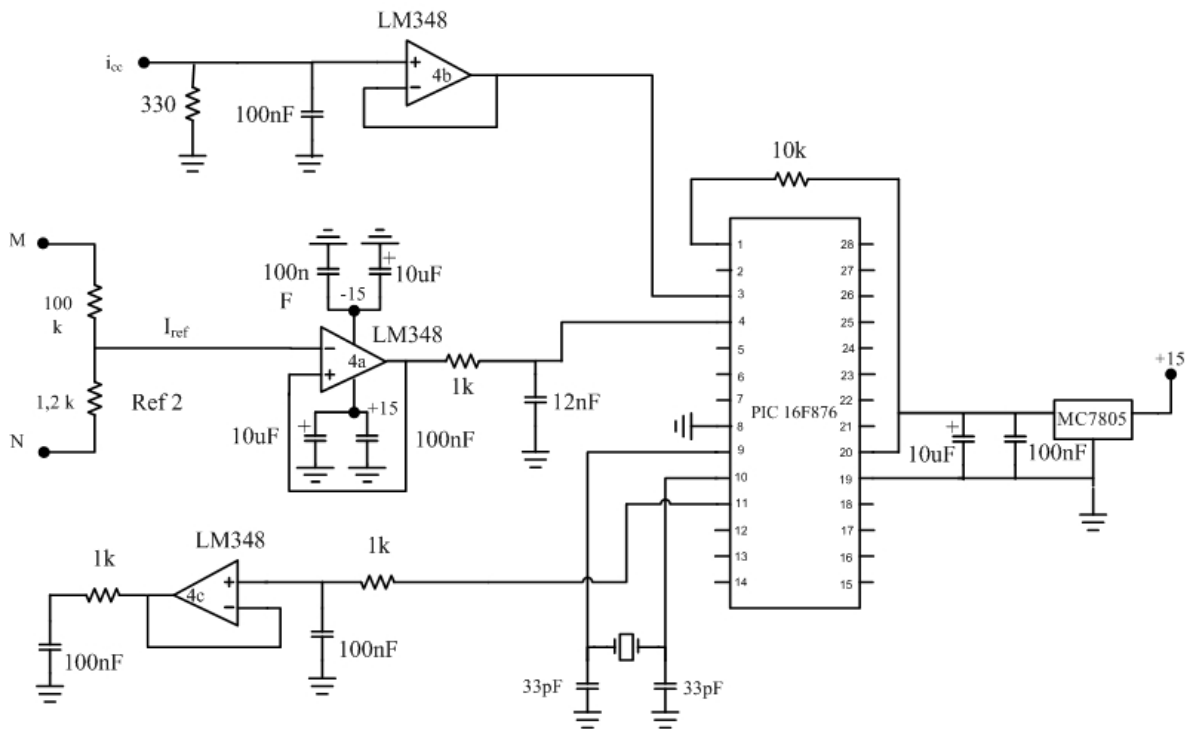 LM348
i_cc
+
4b
−
330
100nF
10k
M
100
k
I_ref
1,2 k
Ref 2
N
100n
F
+
10uF
-15
LM348
−
4a
+
+15
10uF
+
100nF
1k
12nF
1
2
3
4
5
6
7
8
9
10
11
12
13
14
28
27
26
25
24
23
22
21
20
19
18
17
16
15
PIC 16F876
+15
MC7805
+
10uF
100nF
LM348
1k
1k
4c
+
−
100nF
100nF
33pF
33pF